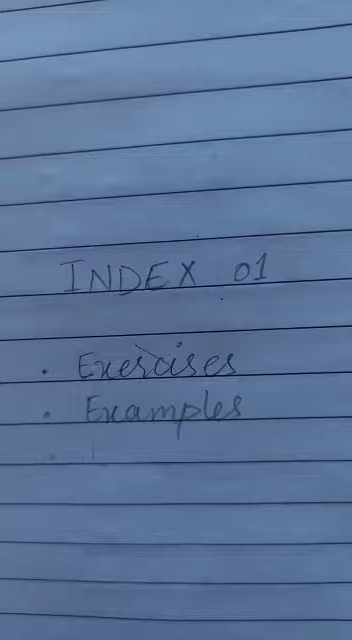 INDEX 01
. Exercises
. Examples